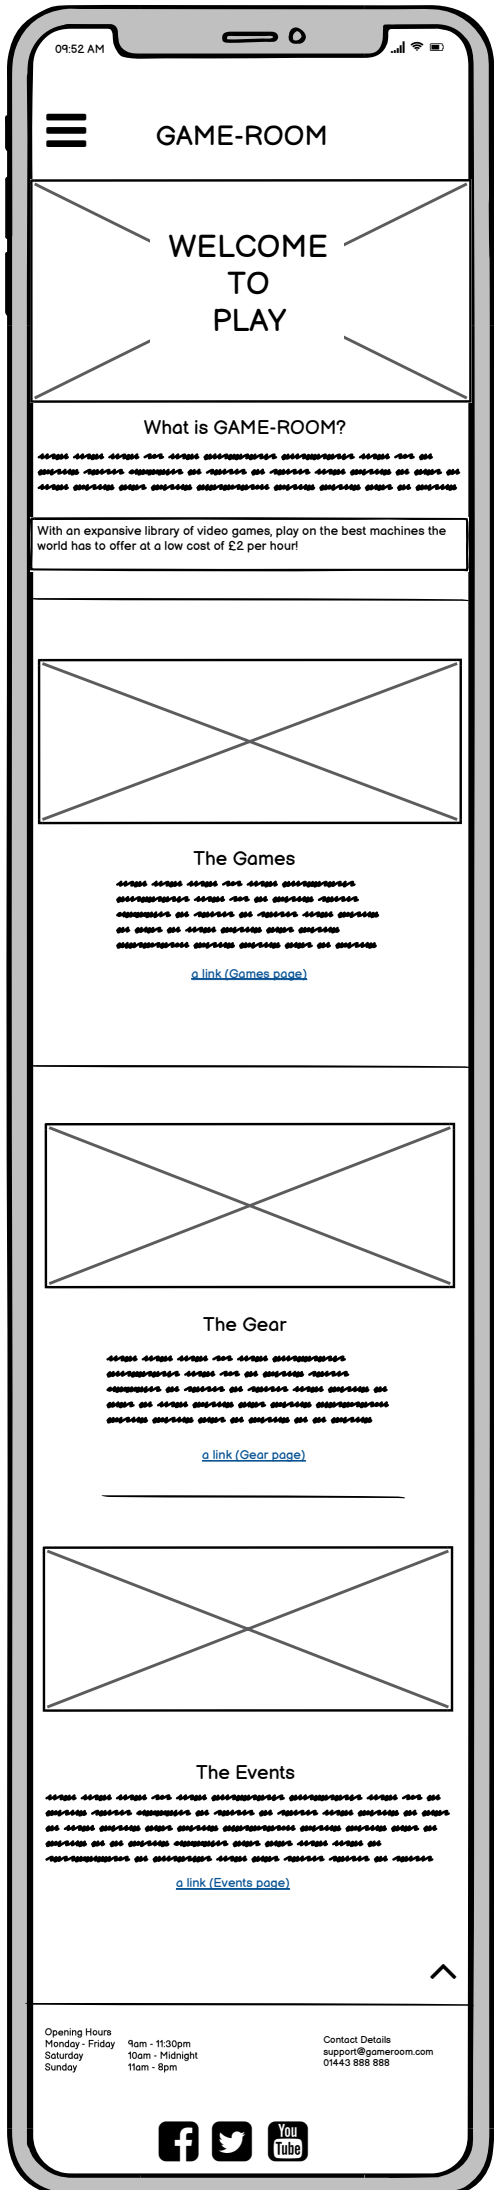 09:52 AM
GAME-ROOM
WELCOME
TO
PLAY
What is GAME-ROOM?
With an expansive library of video games, play on the best machines the
world has to offer at a low cost of £2 per hour!
The Games
a link (Games page)
The Gear
a link (Gear page)
The Events
a link (Events page)
Opening Hours
Monday - Friday 9am - 11:30pm
Saturday 10am - Midnight
Sunday 11am - 8pm
Contact Details
support@gameroom.com
01443 888 888
You
Tube